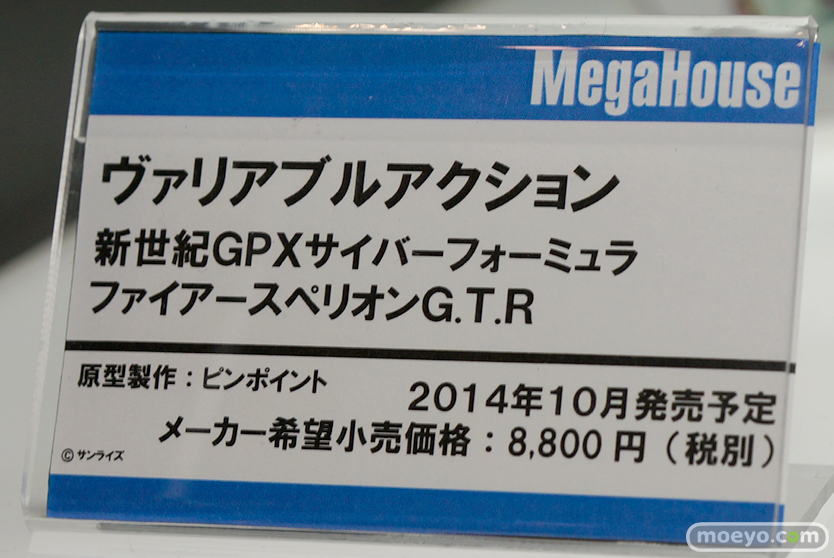 MegaHouse
ヴァリアブルアクション
新世紀GPXサイバーフォーミュラ
ファイアースペリオンG.T.R
原型製作：ピンポイント
2014年10月発売予定
メーカー希望小売価格：8,800円（税別）
©サンライズ
moeyo.com